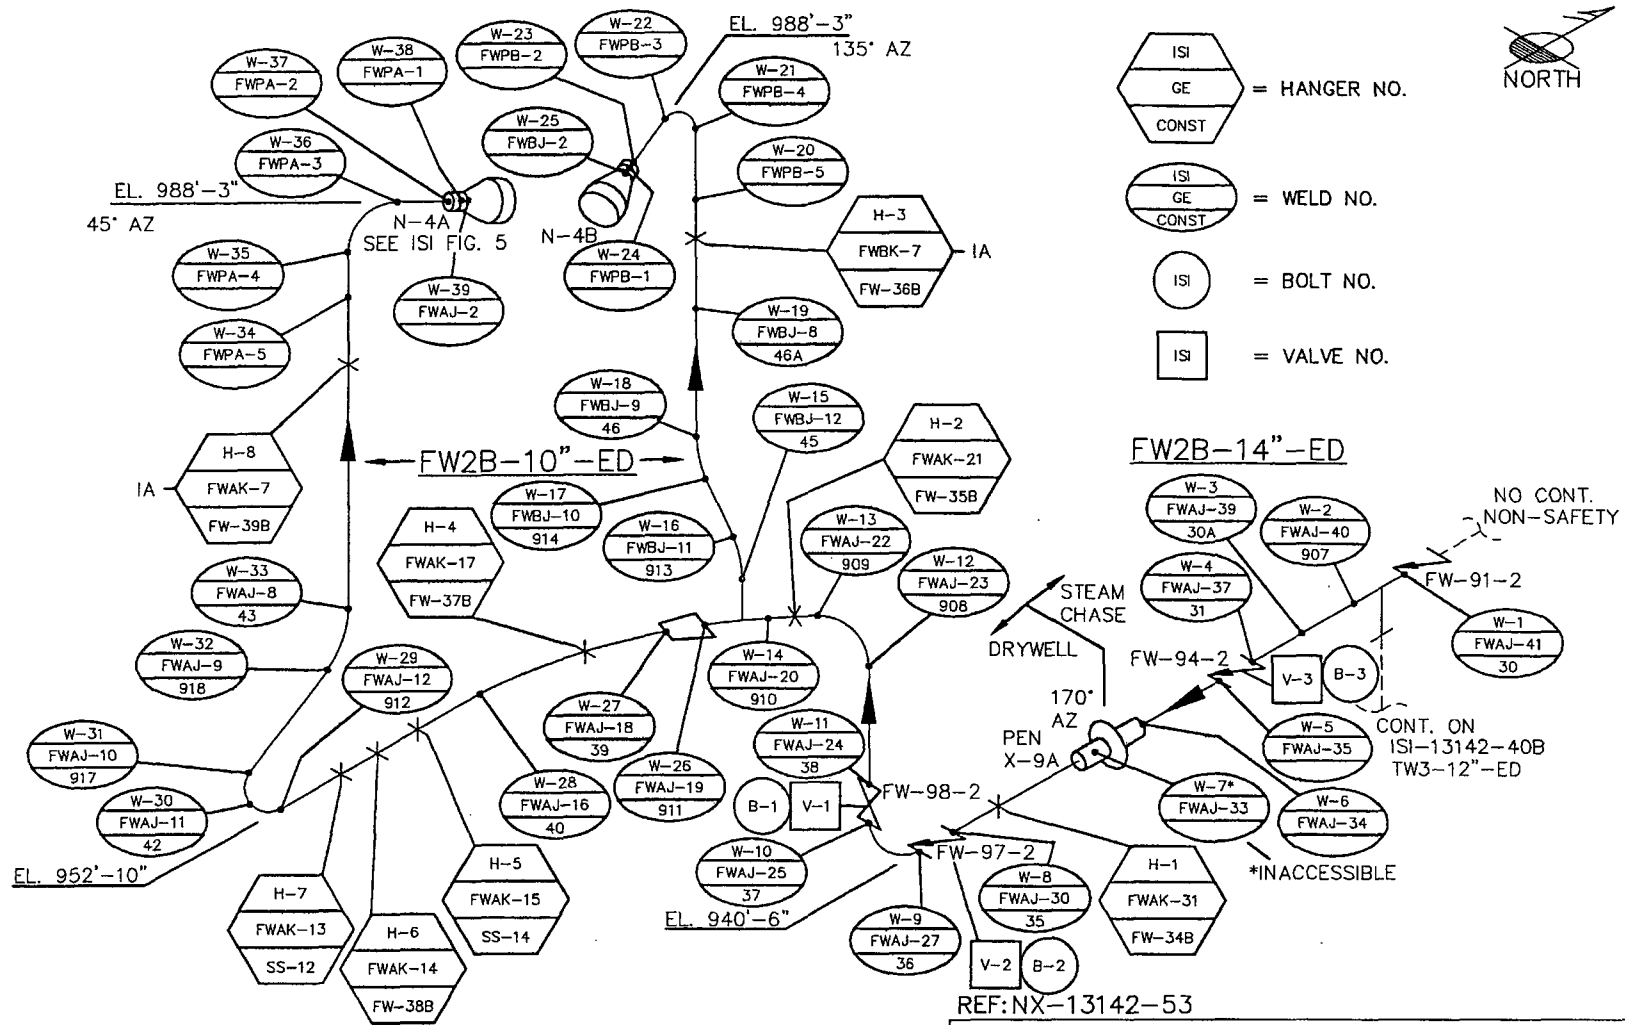 W-37
FWPA-2
W-38
FWPA-1
W-23
FWPB-2
W-22
FWPB-3
EL. 988'-3"
135° AZ
W-21
FWPB-4
W-36
FWPA-3
W-25
FWBJ-2
W-20
FWPB-5
EL. 988'-3"
45° AZ
N-4A
SEE ISI FIG. 5
N-4B
W-24
FWPB-1
W-35
FWPA-4
W-39
FWAJ-2
H-3
FWBK-7
FW-36B
IA
W-34
FWPA-5
W-19
FWBJ-8
46A
W-18
FWBJ-9
46
W-15
FWBJ-12
45
H-2
FWAK-21
FW-35B
IA
H-8
FWAK-7
FW-39B
FW2B-10"-ED
W-17
FWBJ-10
914
W-16
FWBJ-11
913
H-4
FWAK-17
FW-37B
W-13
FWAJ-22
909
W-12
FWAJ-23
908
W-33
FWAJ-8
43
W-32
FWAJ-9
918
W-29
FWAJ-12
912
W-14
FWAJ-20
910
W-27
FWAJ-18
39
W-26
FWAJ-19
911
W-28
FWAJ-16
40
W-31
FWAJ-10
917
W-30
FWAJ-11
42
EL. 952'-10"
H-7
FWAK-13
SS-12
H-6
FWAK-14
FW-38B
H-5
FWAK-15
SS-14
W-11
FWAJ-24
38
B-1
V-1
FW-98-2
W-10
FWAJ-25
37
EL. 940'-6"
W-9
FWAJ-27
36
FW-97-2
V-2
B-2
W-8
FWAJ-30
35
H-1
FWAK-31
FW-34B
STEAM
CHASE
DRYWELL
170°
AZ
PEN
X-9A
W-7*
FWAJ-33
*INACCESSIBLE
W-6
FWAJ-34
W-5
FWAJ-35
FW-94-2
V-3
B-3
FW2B-14"-ED
W-3
FWAJ-39
30A
W-2
FWAJ-40
907
W-4
FWAJ-37
31
NO CONT.
NON-SAFETY
FW-91-2
W-1
FWAJ-41
30
CONT. ON
ISI-13142-40B
TW3-12"-ED
ISI
GE
CONST
= HANGER NO.
ISI
GE
CONST
= WELD NO.
ISI
= BOLT NO.
ISI
= VALVE NO.
NORTH
REF:NX-13142-53